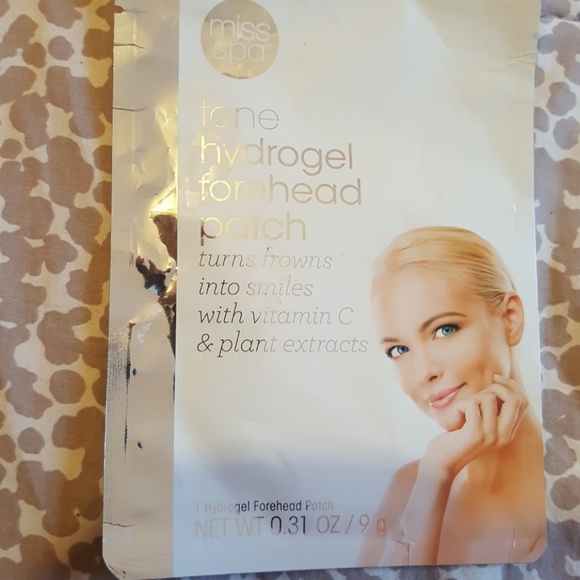 miss
spa
tone
hydrogel
forehead
patch
turns frowns
into smiles
with vitamin C
& plant extracts
1 Hydrogel Forehead Patch
NET WT 0.31 OZ / 9 g